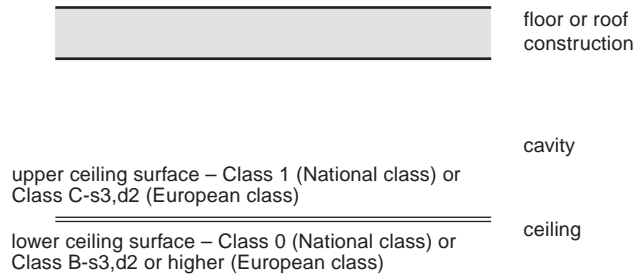 floor or roof
construction
cavity
upper ceiling surface – Class 1 (National class) or
Class C-s3,d2 (European class)
ceiling
lower ceiling surface – Class 0 (National class) or
Class B-s3,d2 or higher (European class)